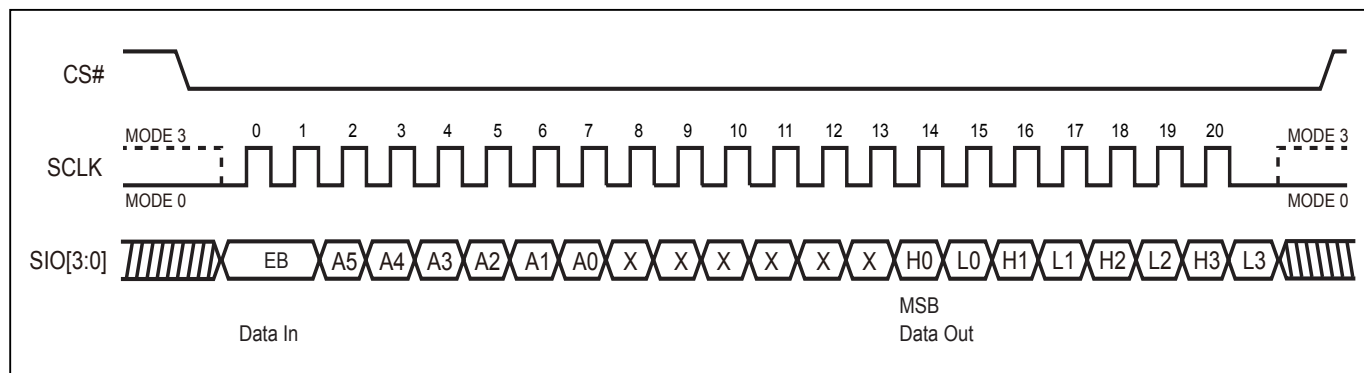 CS#
MODE 3 0 1 2 3 4 5 6 7 8 9 10 11 12 13 14 15 16 17 18 19 20 MODE 3
SCLK
MODE 0 MODE 0
SIO[3:0] EB A5 A4 A3 A2 A1 A0 X X X X X X H0 L0 H1 L1 H2 L2 H3 L3
MSB
Data In Data Out